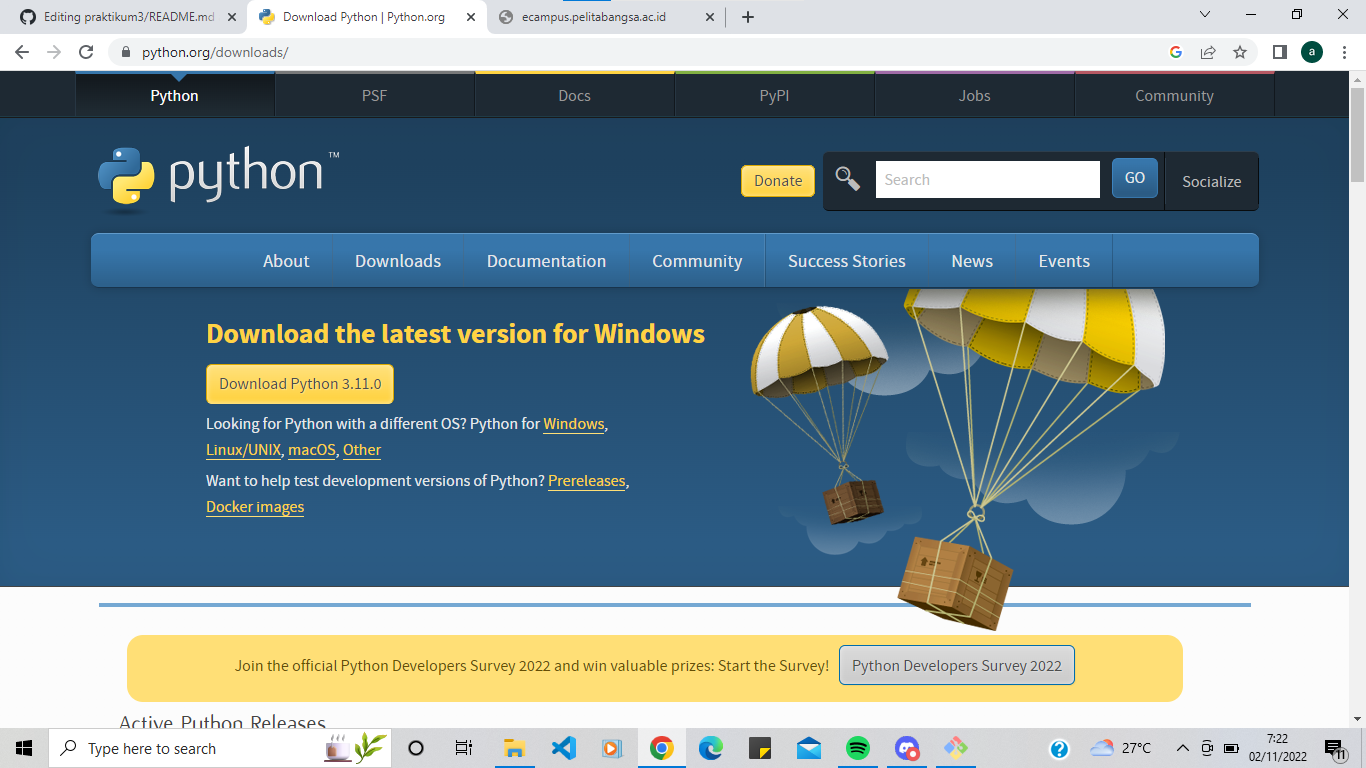 Editing praktikum3/README.md
Download Python | Python.org
ecampus.pelitabangsa.ac.id
python.org/downloads/
a
Python
PSF
Docs
PyPI
Jobs
Community
python™
Donate
Search
GO
Socialize
About
Downloads
Documentation
Community
Success Stories
News
Events
Download the latest version for Windows
Download Python 3.11.0
Looking for Python with a different OS? Python for Windows,
Linux/UNIX, macOS, Other
Want to help test development versions of Python? Prereleases,
Docker images
Join the official Python Developers Survey 2022 and win valuable prizes: Start the Survey!
Python Developers Survey 2022
Active Python Releases
Type here to search
27°C
7:22
02/11/2022
11